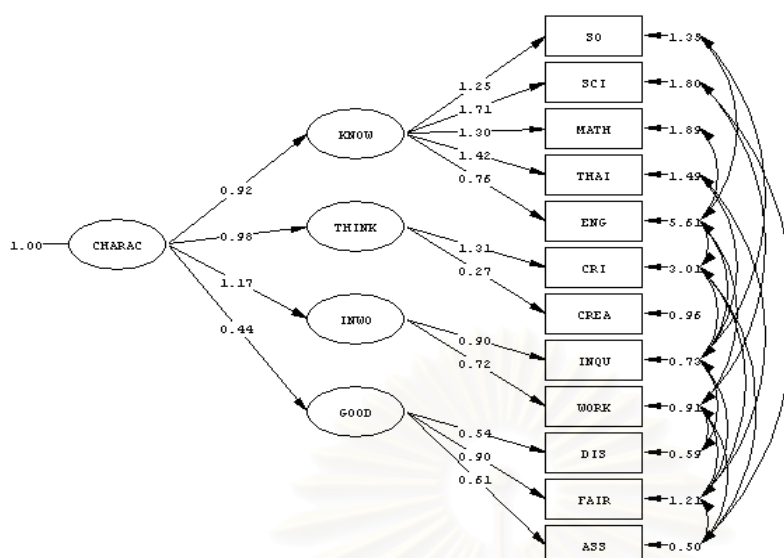 SO
1.35
1.25
SCI
1.80
1.71
KNOW
MATH
1.89
1.30
1.42
THAI
1.49
0.92
0.76
ENG
5.61
1.00
CHARAC
0.98
THINK
1.31
CRI
3.01
0.27
CREA
0.96
1.17
INWO
0.90
INQU
0.73
0.44
0.72
WORK
0.91
GOOD
0.54
DIS
0.59
0.90
FAIR
1.21
0.61
ASS
0.50